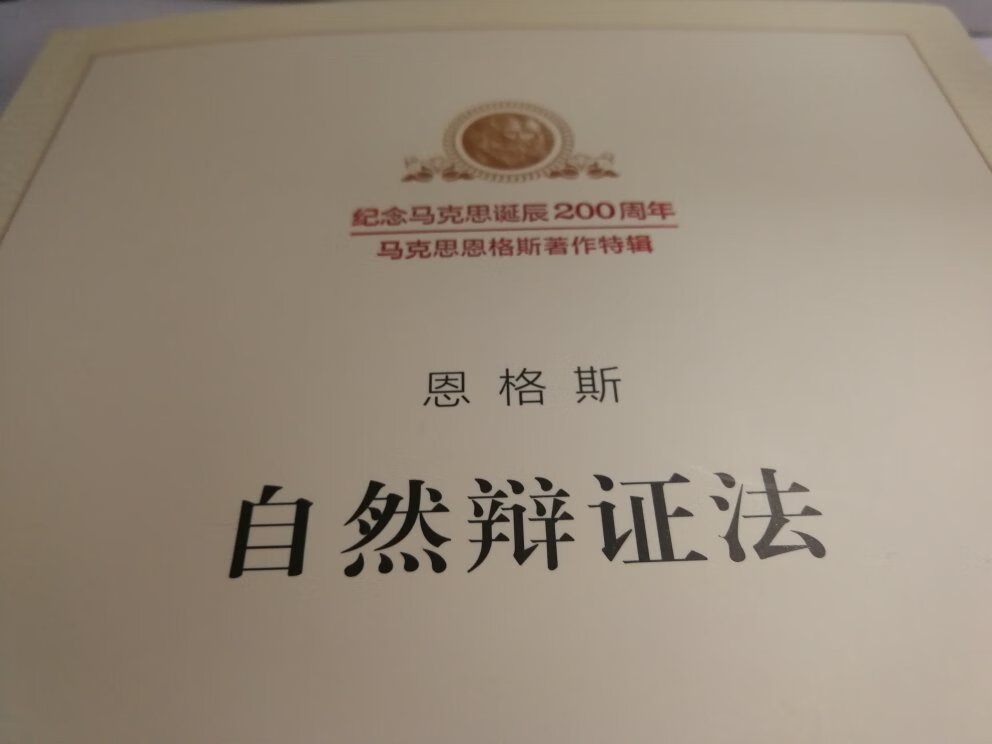 纪念马克思诞辰200周年
马克思恩格斯著作特辑
恩格斯
自然辩证法